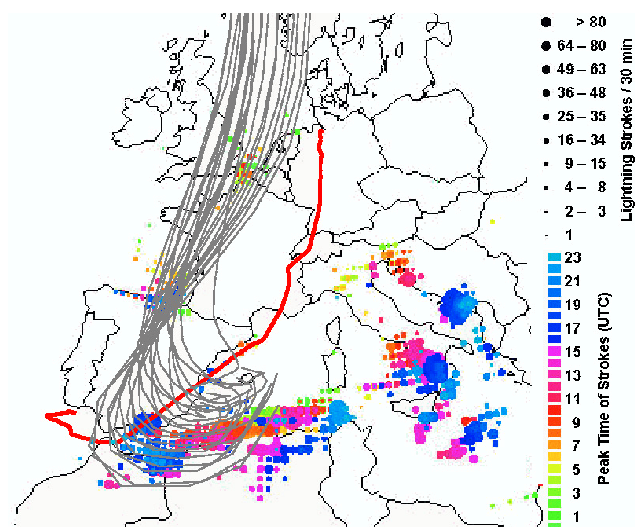 > 80
64 – 80
49 – 63
36 – 48
25 – 35
16 – 34
9 – 15
4 – 8
2 – 3
1
Lightning Strokes / 30 min
23
21
19
17
15
13
11
9
7
5
3
1
Peak Time of Strokes (UTC)